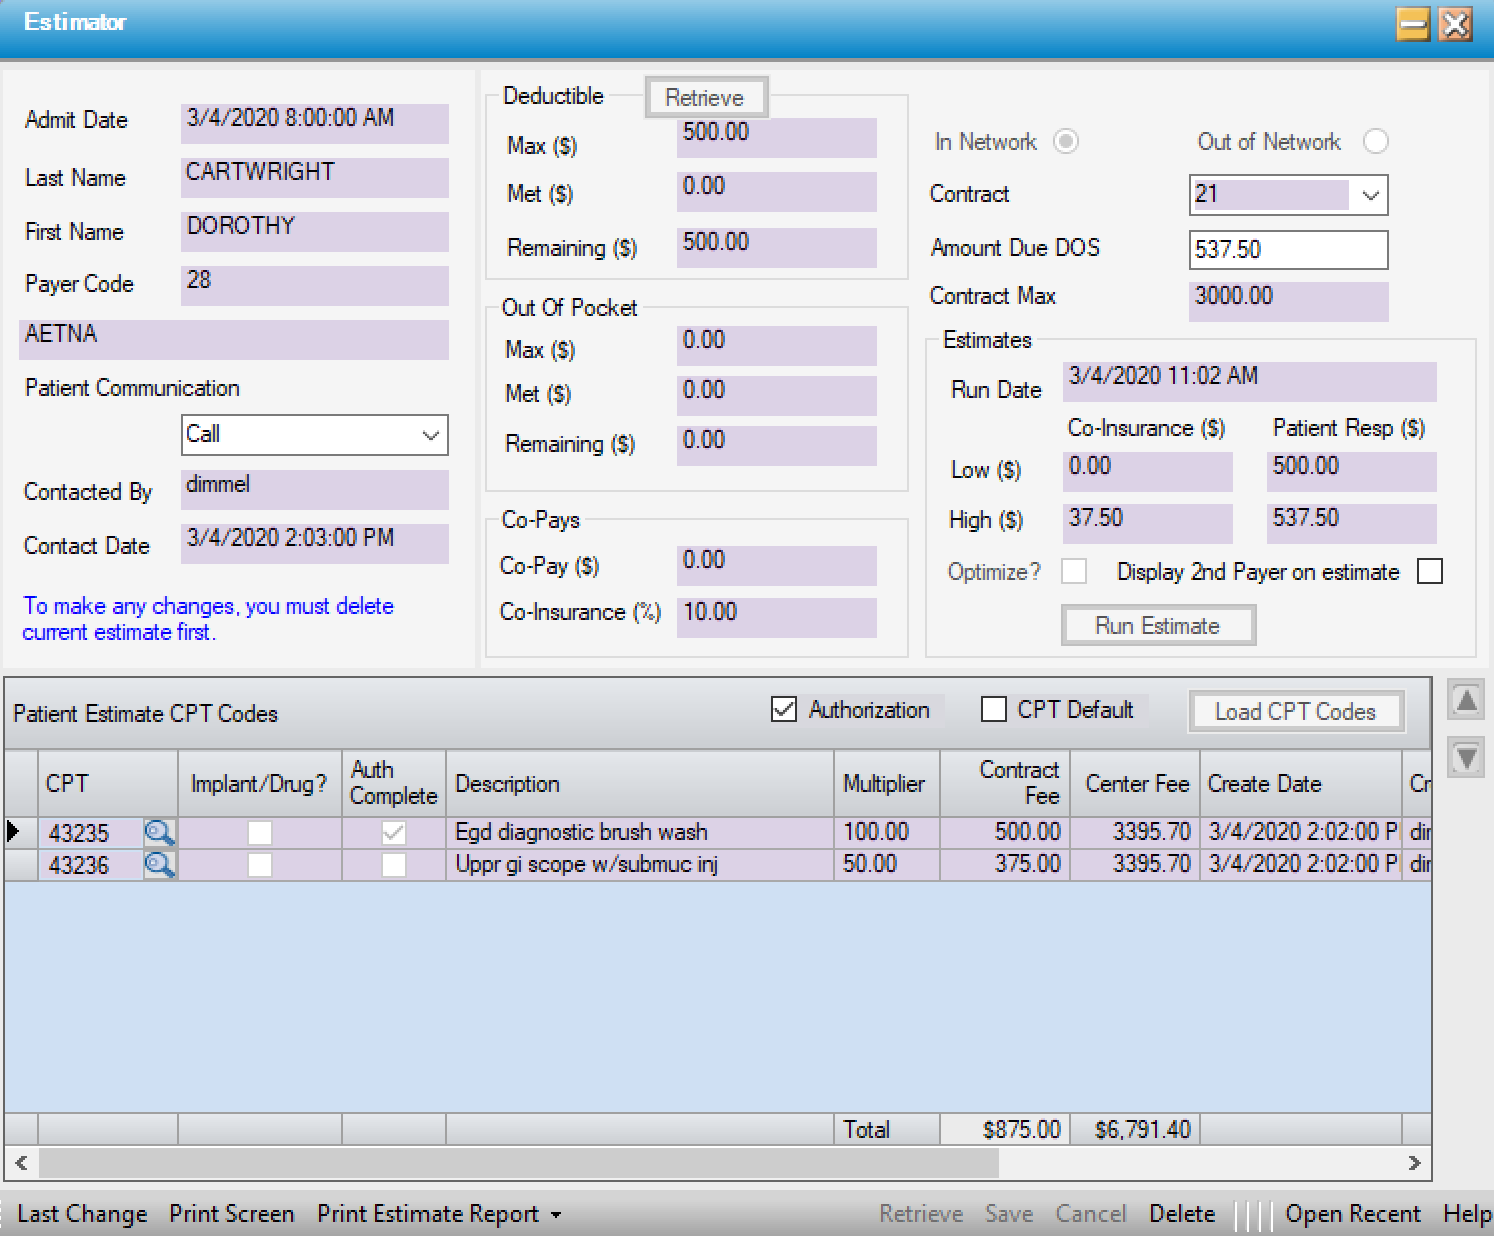 Estimator
Admit Date 3/4/2020 8:00:00 AM
Last Name CARTWRIGHT
First Name DOROTHY
Payer Code 28
AETNA
Patient Communication
Call
Contacted By dimmel
Contact Date 3/4/2020 2:03:00 PM
To make any changes, you must delete
current estimate first.
Deductible Retrieve
Max ($) 500.00
Met ($) 0.00
Remaining ($) 500.00
Out Of Pocket
Max ($) 0.00
Met ($) 0.00
Remaining ($) 0.00
Co-Pays
Co-Pay ($) 0.00
Co-Insurance (%) 10.00
In Network Out of Network
Contract 21
Amount Due DOS 537.50
Contract Max 3000.00
Estimates
Run Date 3/4/2020 11:02 AM
Co-Insurance ($) Patient Resp ($)
Low ($) 0.00 500.00
High ($) 37.50 537.50
Optimize? Display 2nd Payer on estimate
Run Estimate
Patient Estimate CPT Codes Authorization CPT Default Load CPT Codes
CPT Implant/Drug? Auth Complete Description Multiplier Contract Fee Center Fee Create Date Cr
43235 Egd diagnostic brush wash 100.00 500.00 3395.70 3/4/2020 2:02:00 P dir
43236 Uppr gi scope w/submuc inj 50.00 375.00 3395.70 3/4/2020 2:02:00 P dir
Total $875.00 $6,791.40
Last Change Print Screen Print Estimate Report Retrieve Save Cancel Delete Open Recent Help